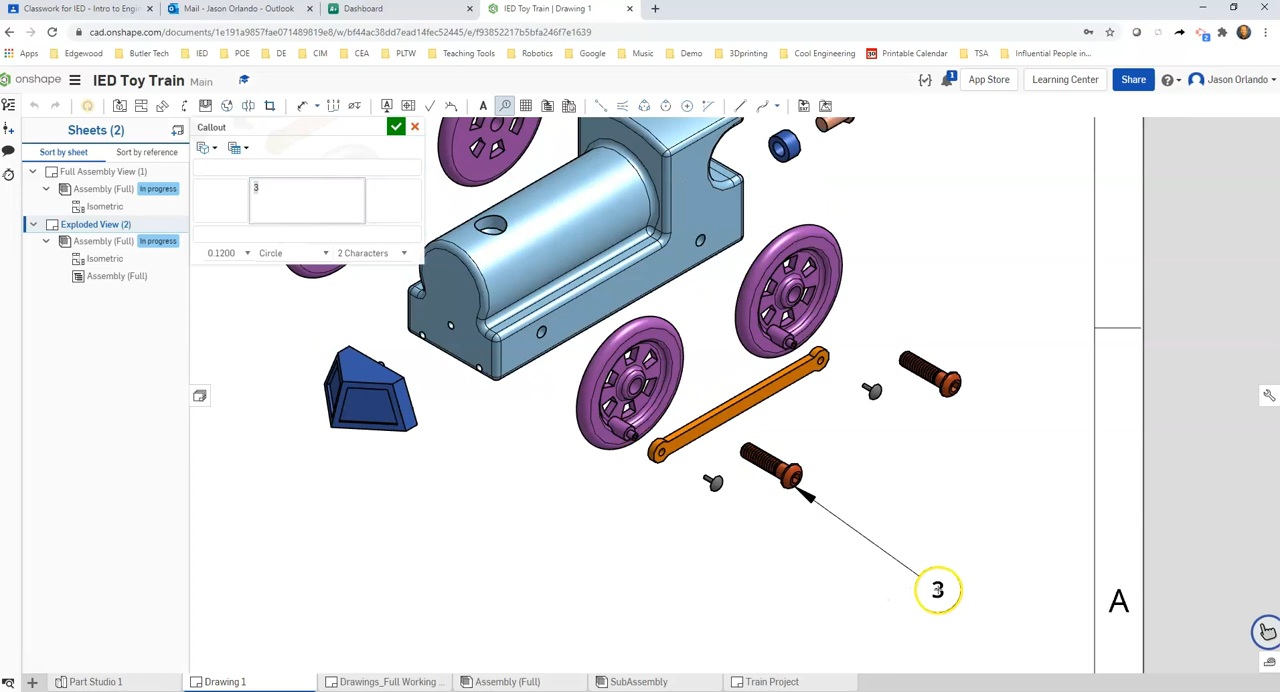 Classwork for IED - Intro to Engin
Mail - Jason Orlando - Outlook
Dashboard
IED Toy Train | Drawing 1
cad.onshape.com/documents/1e191a9857fae071489819e8/w/bf44ac38dd7ead14fec52445/e/f93852217b5fba246f7e1639
Apps
Edgewood
Butler Tech
IED
POE
DE
CIM
CEA
PLTW
Teaching Tools
Robotics
Google
Music
Demo
3Dprinting
Cool Engineering
Printable Calendar
TSA
Influential People in...
onshape
IED Toy Train Main
1
App Store
Learning Center
Share
Jason Orlando
Sheets (2)
Sort by sheet
Sort by reference
Full Assembly View (1)
Assembly (Full) In progress
Isometric
Exploded View (2)
Assembly (Full) In progress
Isometric
Assembly (Full)
Callout
3
0.1200
Circle
2 Characters
3
A
Part Studio 1
Drawing 1
Drawings_Full Working ...
Assembly (Full)
SubAssembly
Train Project